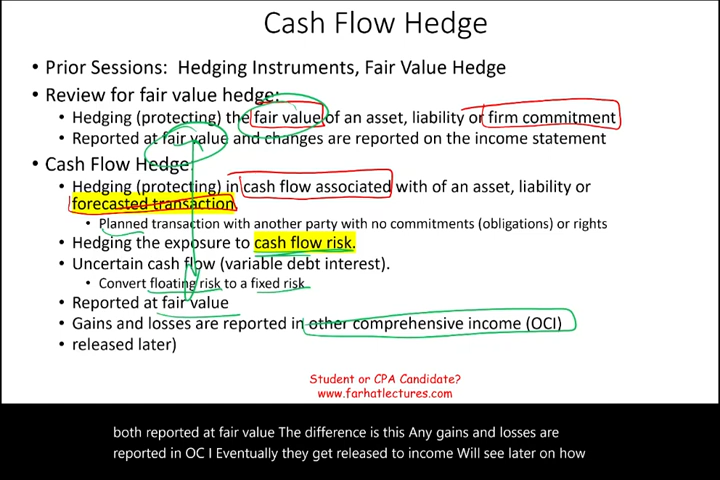 Cash Flow Hedge
• Prior Sessions: Hedging Instruments, Fair Value Hedge
• Review for fair value hedge:
• Hedging (protecting) the fair value of an asset, liability or firm commitment
• Reported at fair value and changes are reported on the income statement
• Cash Flow Hedge
• Hedging (protecting) in cash flow associated with of an asset, liability or
forecasted transaction
• Planned transaction with another party with no commitments (obligations) or rights
• Hedging the exposure to cash flow risk.
• Uncertain cash flow (variable debt interest).
• Convert floating risk to a fixed risk
• Reported at fair value
• Gains and losses are reported in other comprehensive income (OCI)
• released later)
Student or CPA Candidate?
www.farhatlectures.com
both reported at fair value The difference is this Any gains and losses are
reported in OC I Eventually they get released to income Will see later on how